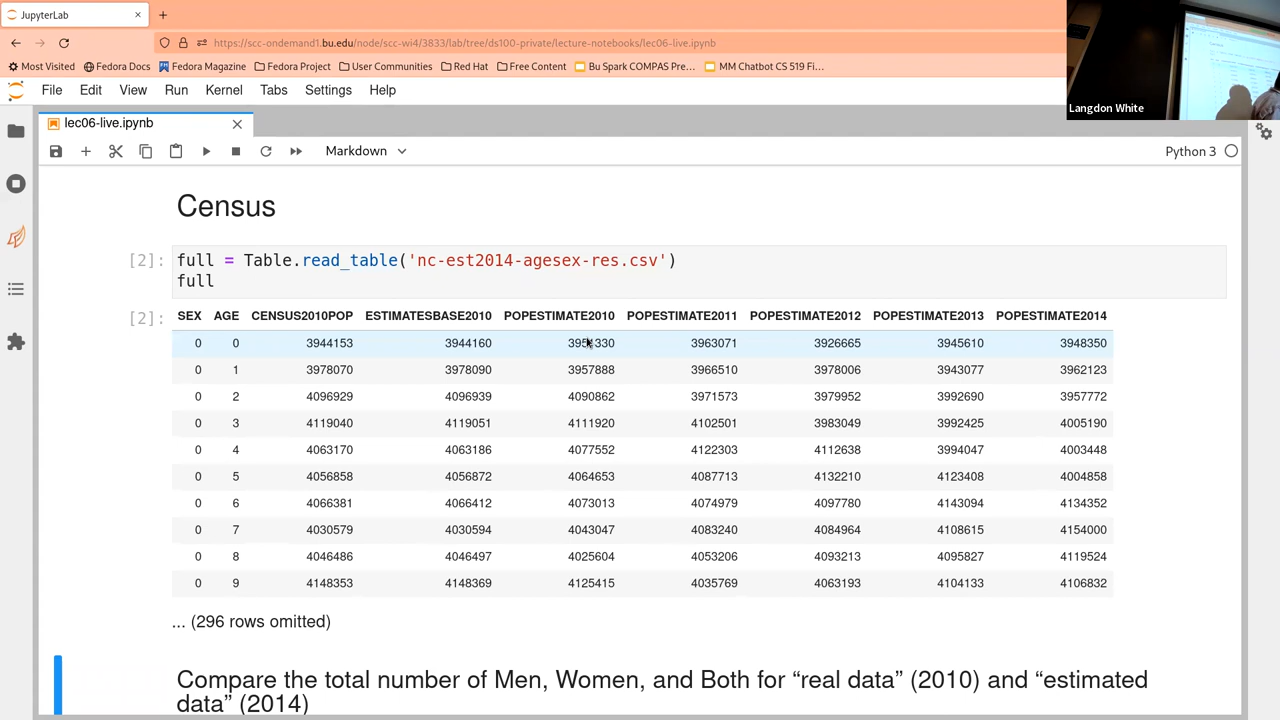 JupyterLab
https://scc-ondemand1.bu.edu/node/scc-wi4/3833/lab/tree/ds100-private/lecture-notebooks/lec06-live.ipynb
Most Visited Fedora Docs Fedora Magazine Fedora Project User Communities Red Hat Free Content Bu Spark COMPAS Pre... MM Chatbot CS 519 Fi...
Langdon White
File Edit View Run Kernel Tabs Settings Help
lec06-live.ipynb
Markdown Python 3
Census
[2]: full = Table.read_table('nc-est2014-agesex-res.csv')
full
[2]: SEX AGE CENSUS2010POP ESTIMATESBASE2010 POPESTIMATE2010 POPESTIMATE2011 POPESTIMATE2012 POPESTIMATE2013 POPESTIMATE2014
0 0 3944153 3944160 3963071 3926665 3945610 3948350
0 1 3978070 3978090 3957888 3966510 3978006 3943077 3962123
0 2 4096929 4096939 4090862 3971573 3979952 3992690 3957772
0 3 4119040 4119051 4111920 4102501 3983049 3992425 4005190
0 4 4063170 4063186 4077552 4122303 4112638 3994047 4003448
0 5 4056858 4056872 4064653 4087713 4132210 4123408 4004858
0 6 4066381 4066412 4073013 4074979 4097780 4143094 4134352
0 7 4030579 4030594 4043047 4083240 4084964 4108615 4154000
0 8 4046486 4046497 4025604 4053206 4093213 4095827 4119524
0 9 4148353 4148369 4125415 4035769 4063193 4104133 4106832
... (296 rows omitted)
Compare the total number of Men, Women, and Both for “real data” (2010) and “estimated
data” (2014)